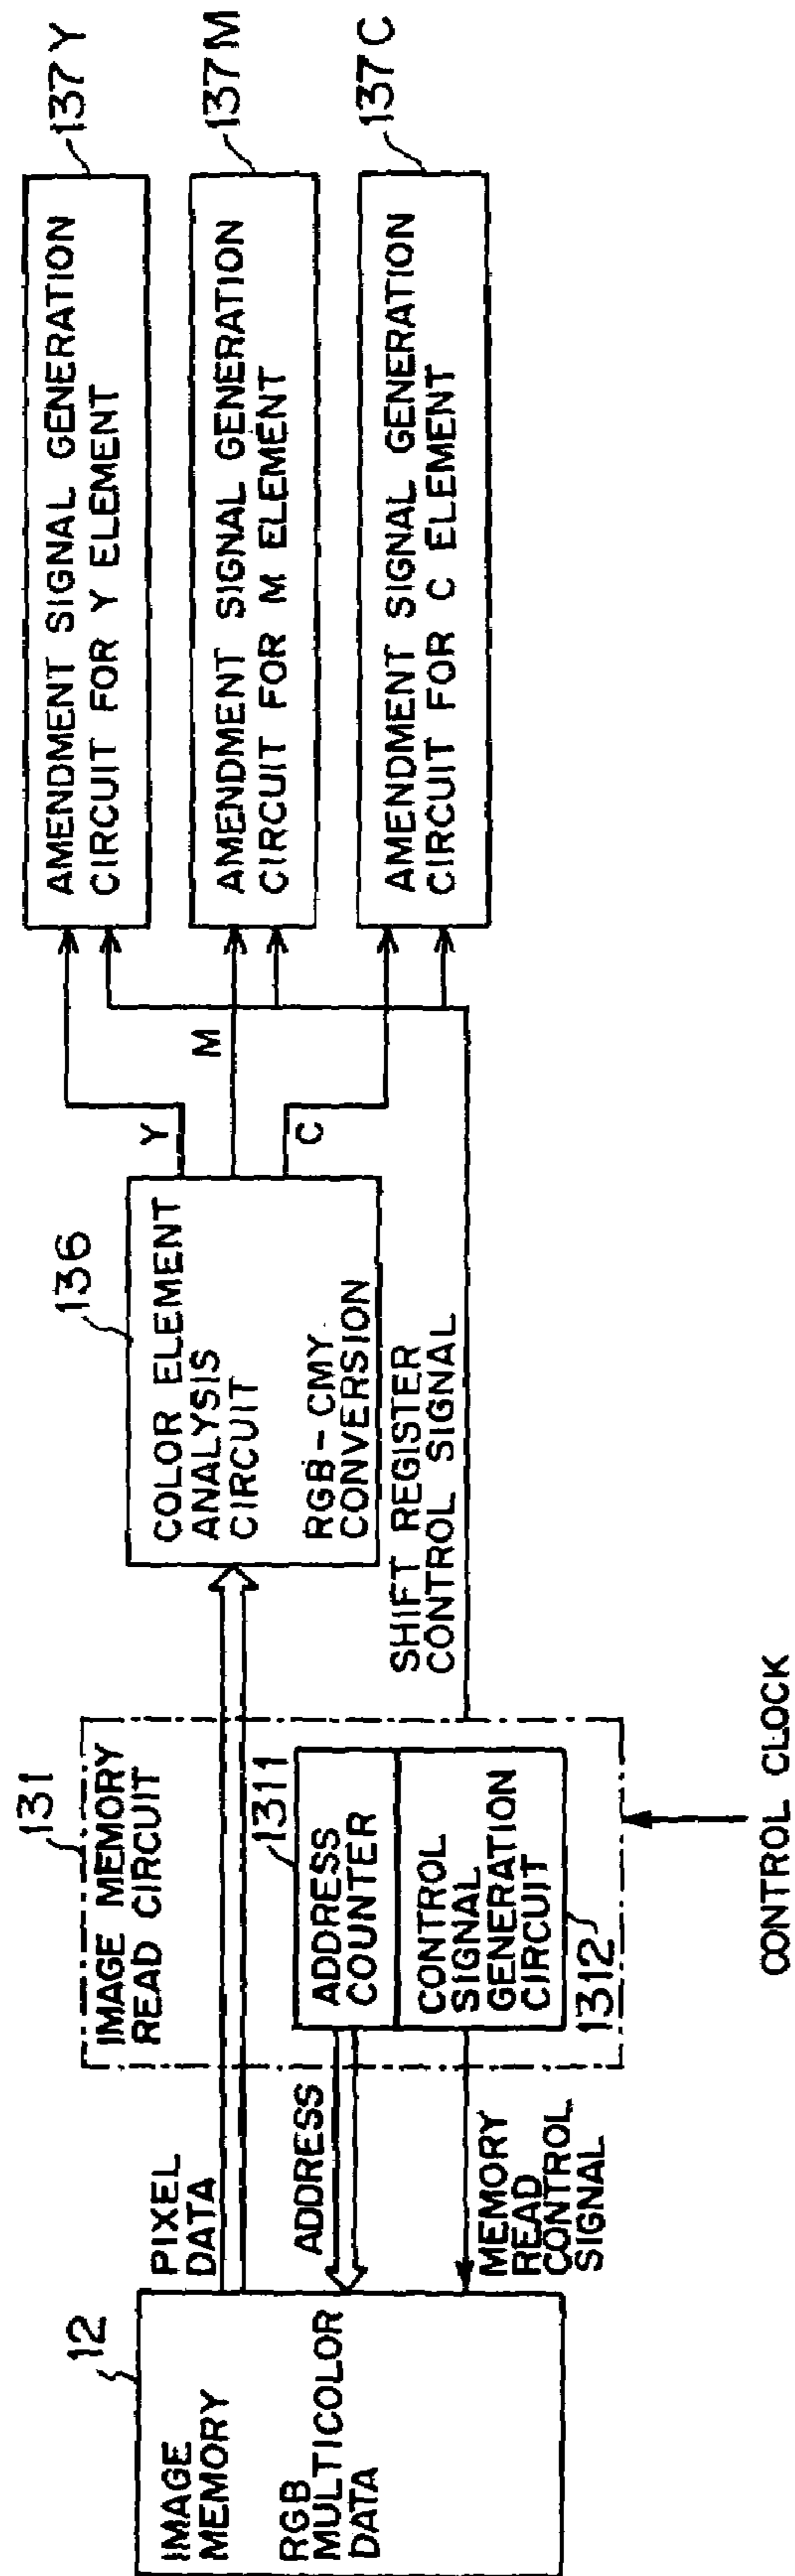 12
IMAGE
MEMORY
RGB
MULTICOLOR
DATA
PIXEL
DATA
ADDRESS
MEMORY
READ
CONTROL
SIGNAL
131
IMAGE MEMORY
READ CIRCUIT
1311
ADDRESS
COUNTER
CONTROL
SIGNAL
GENERATION
CIRCUIT
1312
CONTROL CLOCK
136
COLOR ELEMENT
ANALYSIS
CIRCUIT
RGB-CMY
CONVERSION
SHIFT REGISTER
CONTROL SIGNAL
Y
M
C
AMENDMENT SIGNAL GENERATION
CIRCUIT FOR Y ELEMENT
137Y
AMENDMENT SIGNAL GENERATION
CIRCUIT FOR M ELEMENT
137M
AMENDMENT SIGNAL GENERATION
CIRCUIT FOR C ELEMENT
137C